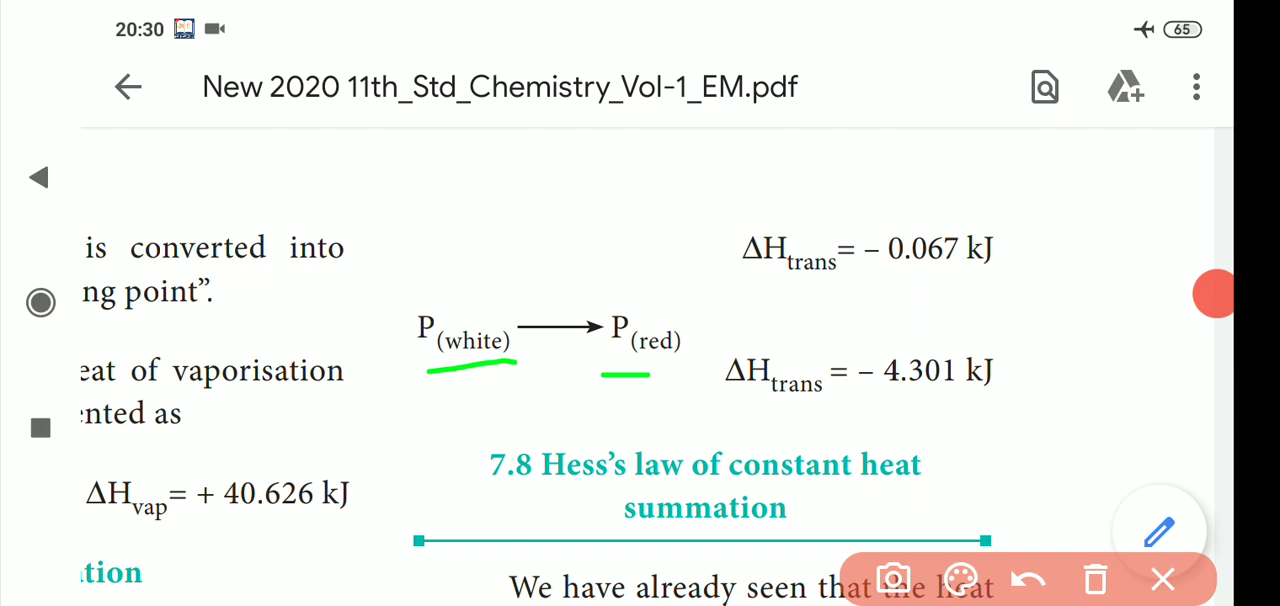 20:30
65
New 2020 11th_Std_Chemistry_Vol-1_EM.pdf
is converted into
ng point”.
eat of vaporisation
nted as
ΔHvap= + 40.626 kJ
tion
ΔHtrans= – 0.067 kJ
P(white) ⟶ P(red)
ΔHtrans = – 4.301 kJ
7.8 Hess’s law of constant heat
summation
We have already seen that the heat